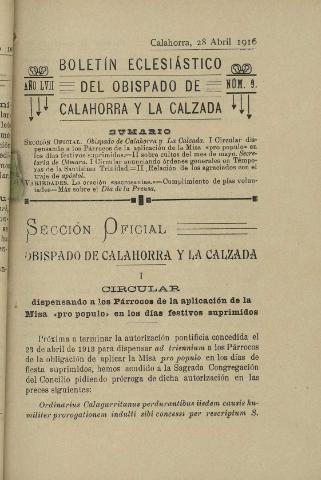 Calahorra, 28 Abril 1916
BOLETÍN ECLESIÁSTICO
AÑO LVII
DEL OBISPADO DE
NÚM. 9.
CALAHORRA Y LA CALZADA
SUMARIO
SECCIÓN OFICIAL. Obispado de Calahorra y La Calzada. I Circular dis-
pensando a los Párrocos de la aplicación de la Misa «pro populo» en
los días festivos suprimidos.—II sobre cultos del mes de mayo. Secre-
taría de Cámara. I Circular anunciando órdenes generales en Témpo-
ras de la Santísima Trinidad.—II Relación de los agraciados con el
traje de apóstol.
VARIEDADES. La oración —Cumplimiento de pías volun-
tades—Más sobre el Día de la Prensa.
SECCIÓN OFICIAL
OBISPADO DE CALAHORRA Y LA CALZADA
I
CIRCULAR
dispensando a los Párrocos de la aplicación de la
Misa «pro populo» en los días festivos suprimidos
Próxima a terminar la autorización pontificia concedida el
23 de abril de 1913 para dispensar ad triennium a los Párrocos
de la obligación de aplicar la Misa pro populo en los días de
fiesta suprimidas, hemos acudido a la Sagrada Congregación
del Concilio pidiendo prórroga de dicha autorización en las
preces siguientes:
Ordinarius Calagurritanus perdurantibus iisdem causis hu-
militer prorogationem indulti sibi concessi per rescriptum S.